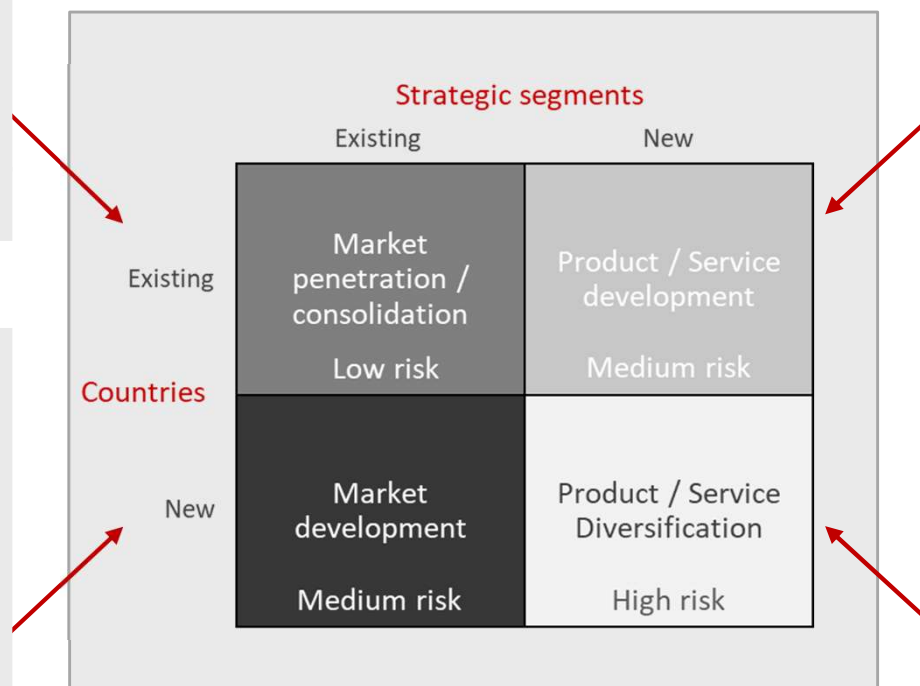 Strategic segments
Existing
New
Market
penetration /
consolidation
Low risk
Product / Service
development
Medium risk
Existing
Countries
New
Market
development
Medium risk
Product / Service
Diversification
High risk